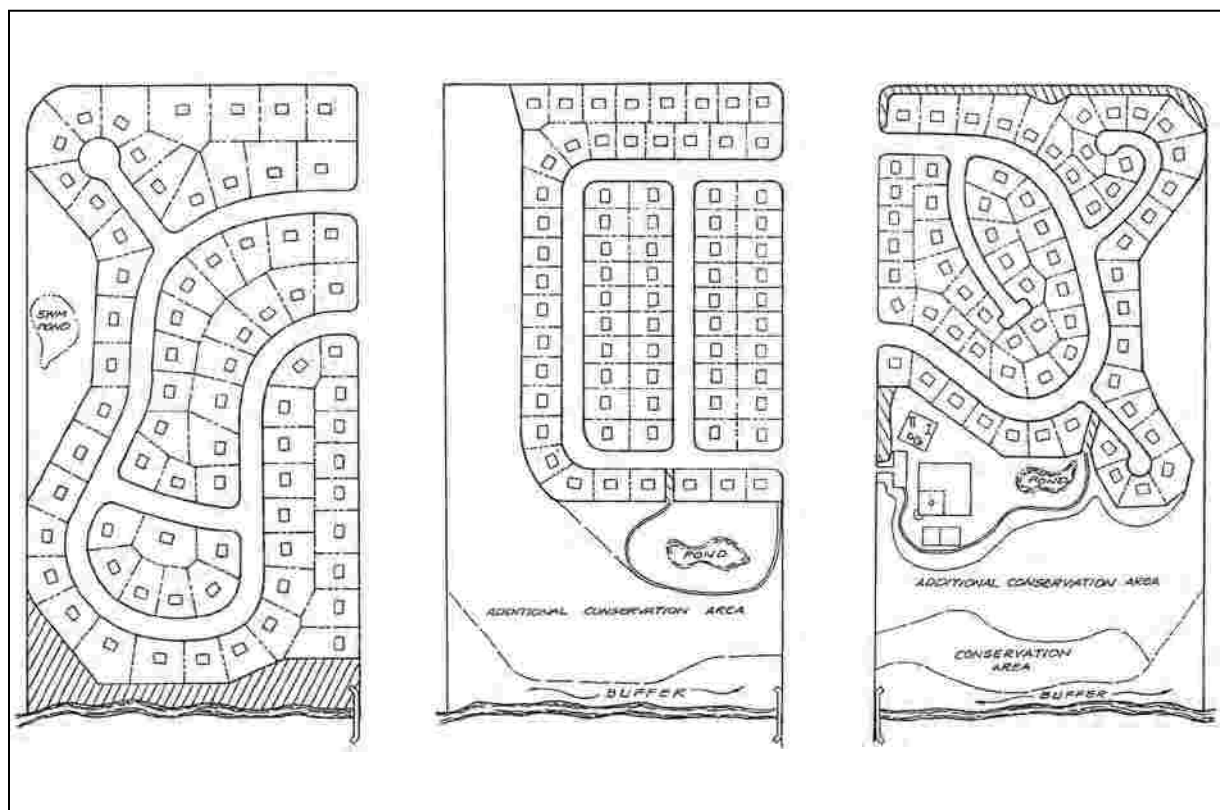 SWM
POND
POND
ADDITIONAL CONSERVATION AREA
BUFFER
POND
ADDITIONAL CONSERVATION AREA
CONSERVATION
AREA
BUFFER